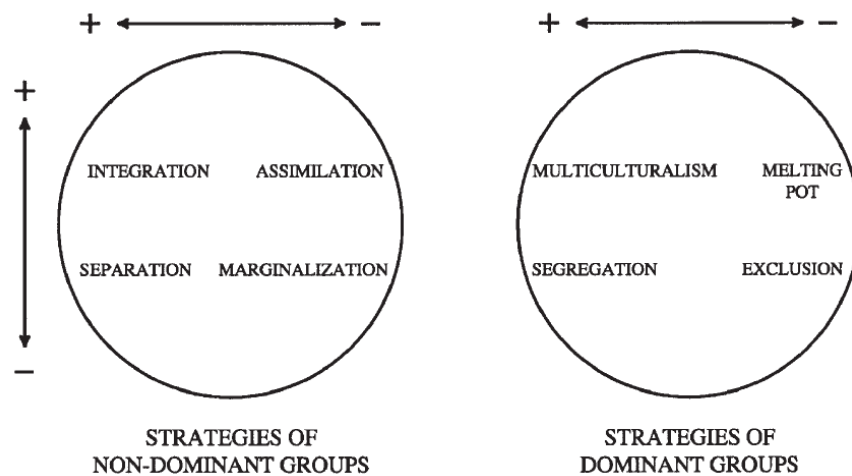 + −
+ −
+
INTEGRATION ASSIMILATION
MULTICULTURALISM MELTING
POT
SEPARATION MARGINALIZATION
SEGREGATION EXCLUSION
−
STRATEGIES OF
NON-DOMINANT GROUPS
STRATEGIES OF
DOMINANT GROUPS